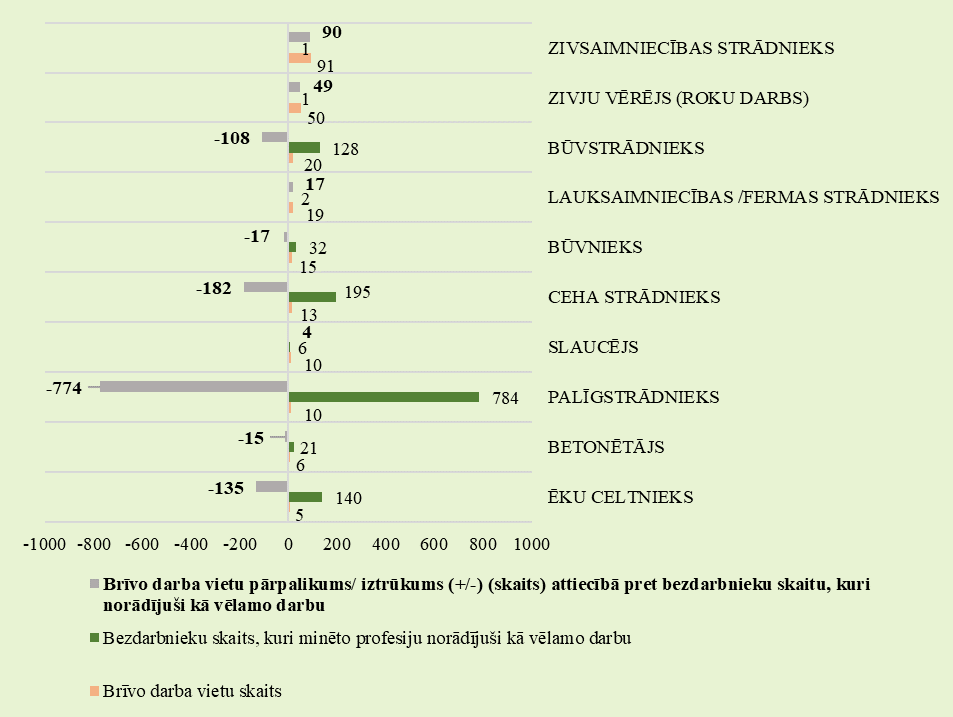 90
ZIVSAIMNIECĪBAS STRĀDNIEKS
1
91
49
ZIVJU VĒRĒJS (ROKU DARBS)
1
50
-108
128
BŪVSTRĀDNIEKS
20
17
LAUKSAIMNIECĪBAS /FERMAS STRĀDNIEKS
2
19
-17
32
BŪVNIEKS
15
-182
195
CEHA STRĀDNIEKS
13
4
6
SLAUCĒJS
10
-774
784
PALĪGSTRĀDNIEKS
10
-15
21
BETONĒTĀJS
6
-135
140
ĒKU CELTNIEKS
5
-1000 -800 -600 -400 -200 0 200 400 600 800 1000
Brīvo darba vietu pārpalikums/ iztrūkums (+/-) (skaits) attiecībā pret bezdarbnieku skaitu, kuri
norādījuši kā vēlamo darbu
Bezdarbnieku skaits, kuri minēto profesiju norādījuši kā vēlamo darbu
Brīvo darba vietu skaits